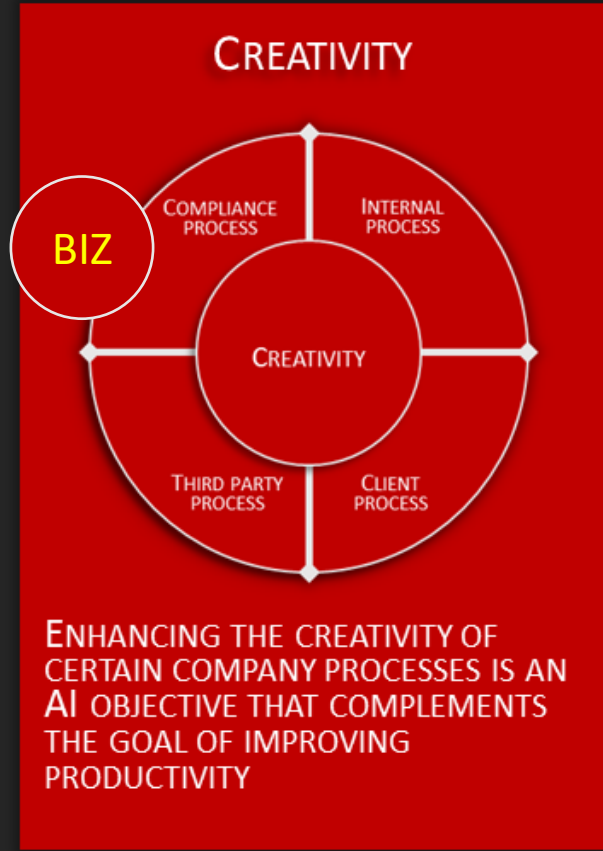 CREATIVITY
BIZ
COMPLIANCE
PROCESS
INTERNAL
PROCESS
CREATIVITY
THIRD PARTY
PROCESS
CLIENT
PROCESS
ENHANCING THE CREATIVITY OF
CERTAIN COMPANY PROCESSES IS AN
AI OBJECTIVE THAT COMPLEMENTS
THE GOAL OF IMPROVING
PRODUCTIVITY